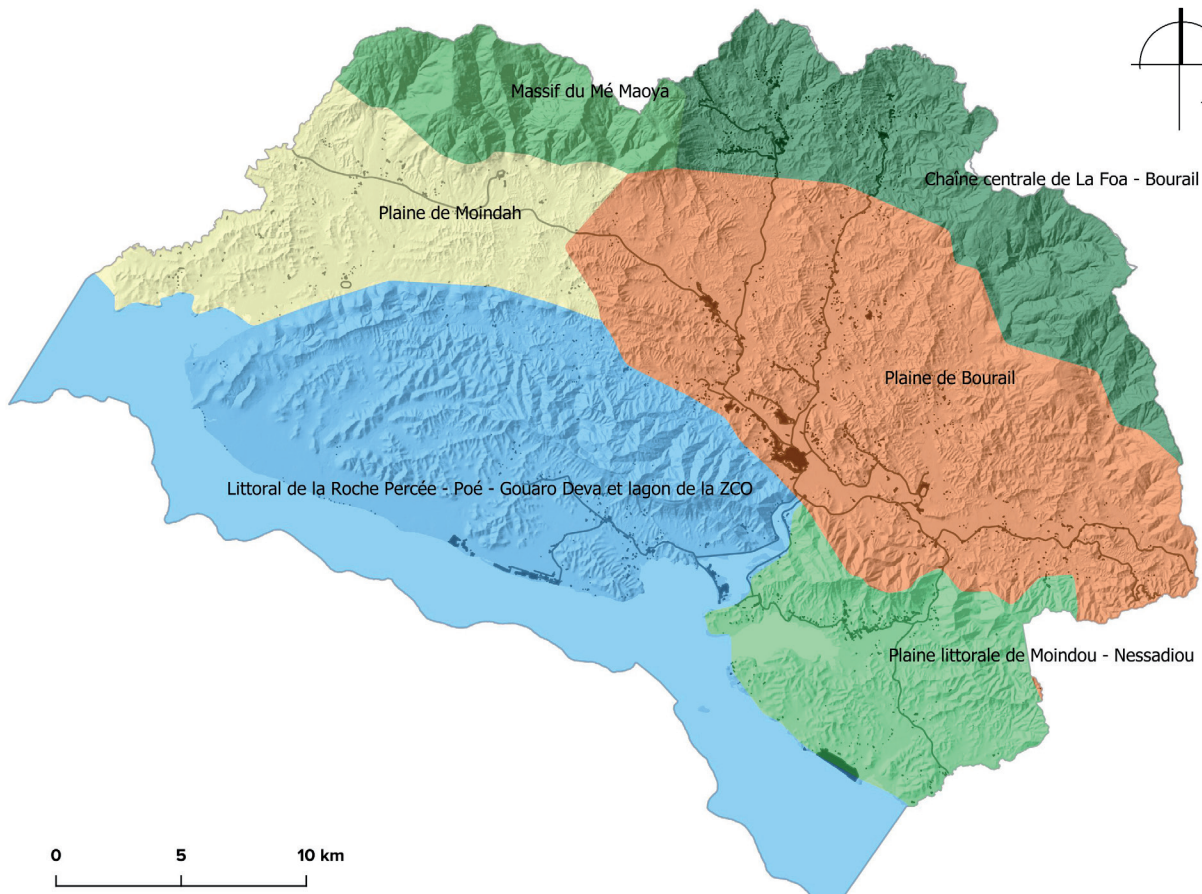 Massif du Mé Maoya
Chaîne centrale de La Foa - Bourail
Plaine de Moindah
Plaine de Bourail
Littoral de la Roche Percée - Poé - Gouaro Deva et lagon de la ZCO
Plaine littorale de Moindou - Nessadiou
0 5 10 km